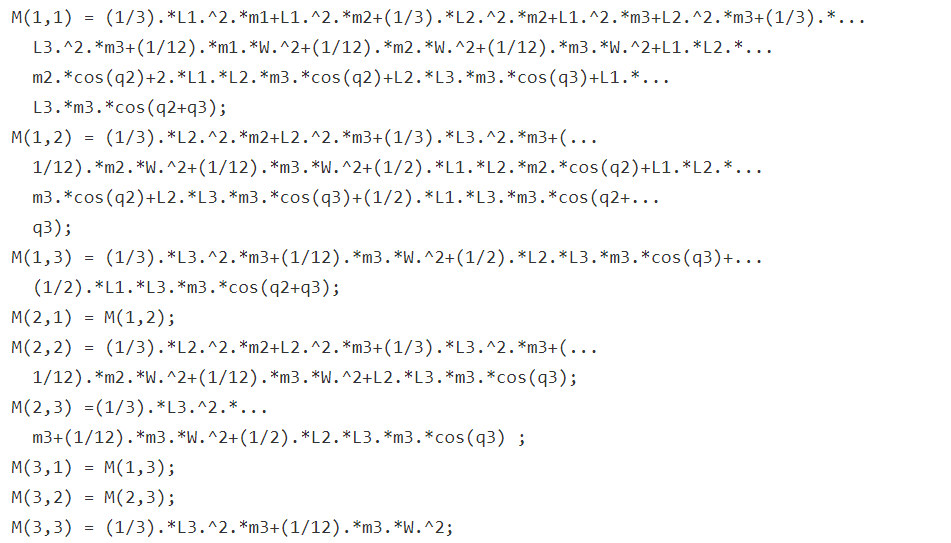 M(1,1) = (1/3).*L1.^2.*m1+L1.^2.*m2+(1/3).*L2.^2.*m2+L1.^2.*m3+L2.^2.*m3+(1/3).*...
L3.^2.*m3+(1/12).*m1.*W.^2+(1/12).*m2.*W.^2+(1/12).*m3.*W.^2+L1.*L2.*...
m2.*cos(q2)+2.*L1.*L2.*m3.*cos(q2)+L2.*L3.*m3.*cos(q3)+L1.*...
L3.*m3.*cos(q2+q3);
M(1,2) = (1/3).*L2.^2.*m2+L2.^2.*m3+(1/3).*L3.^2.*m3+(...
1/12).*m2.*W.^2+(1/12).*m3.*W.^2+(1/2).*L1.*L2.*m2.*cos(q2)+L1.*L2.*...
m3.*cos(q2)+L2.*L3.*m3.*cos(q3)+(1/2).*L1.*L3.*m3.*cos(q2+...
q3);
M(1,3) = (1/3).*L3.^2.*m3+(1/12).*m3.*W.^2+(1/2).*L2.*L3.*m3.*cos(q3)+...
(1/2).*L1.*L3.*m3.*cos(q2+q3);
M(2,1) = M(1,2);
M(2,2) = (1/3).*L2.^2.*m2+L2.^2.*m3+(1/3).*L3.^2.*m3+(...
1/12).*m2.*W.^2+(1/12).*m3.*W.^2+L2.*L3.*m3.*cos(q3);
M(2,3) =(1/3).*L3.^2.*...
m3+(1/12).*m3.*W.^2+(1/2).*L2.*L3.*m3.*cos(q3) ;
M(3,1) = M(1,3);
M(3,2) = M(2,3);
M(3,3) = (1/3).*L3.^2.*m3+(1/12).*m3.*W.^2;